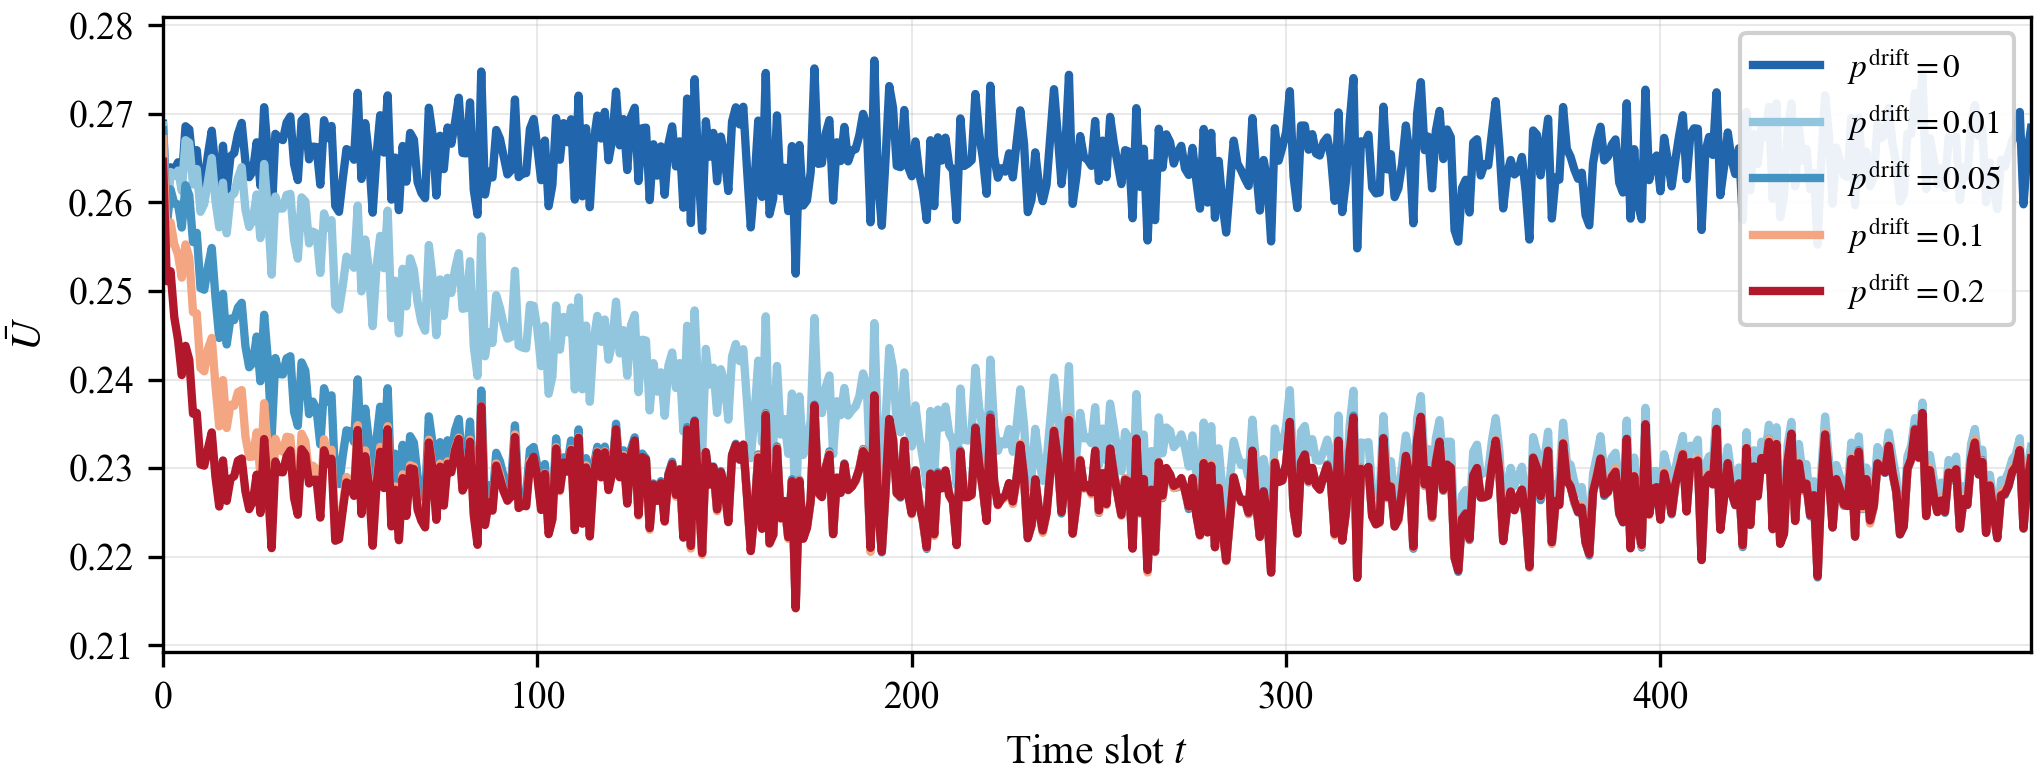 0.28
0.27
0.26
0.25
0.24
0.23
0.22
0.21
Ū
0
100
200
300
400
Time slot t
p^drift = 0
p^drift = 0.01
p^drift = 0.05
p^drift = 0.1
p^drift = 0.2